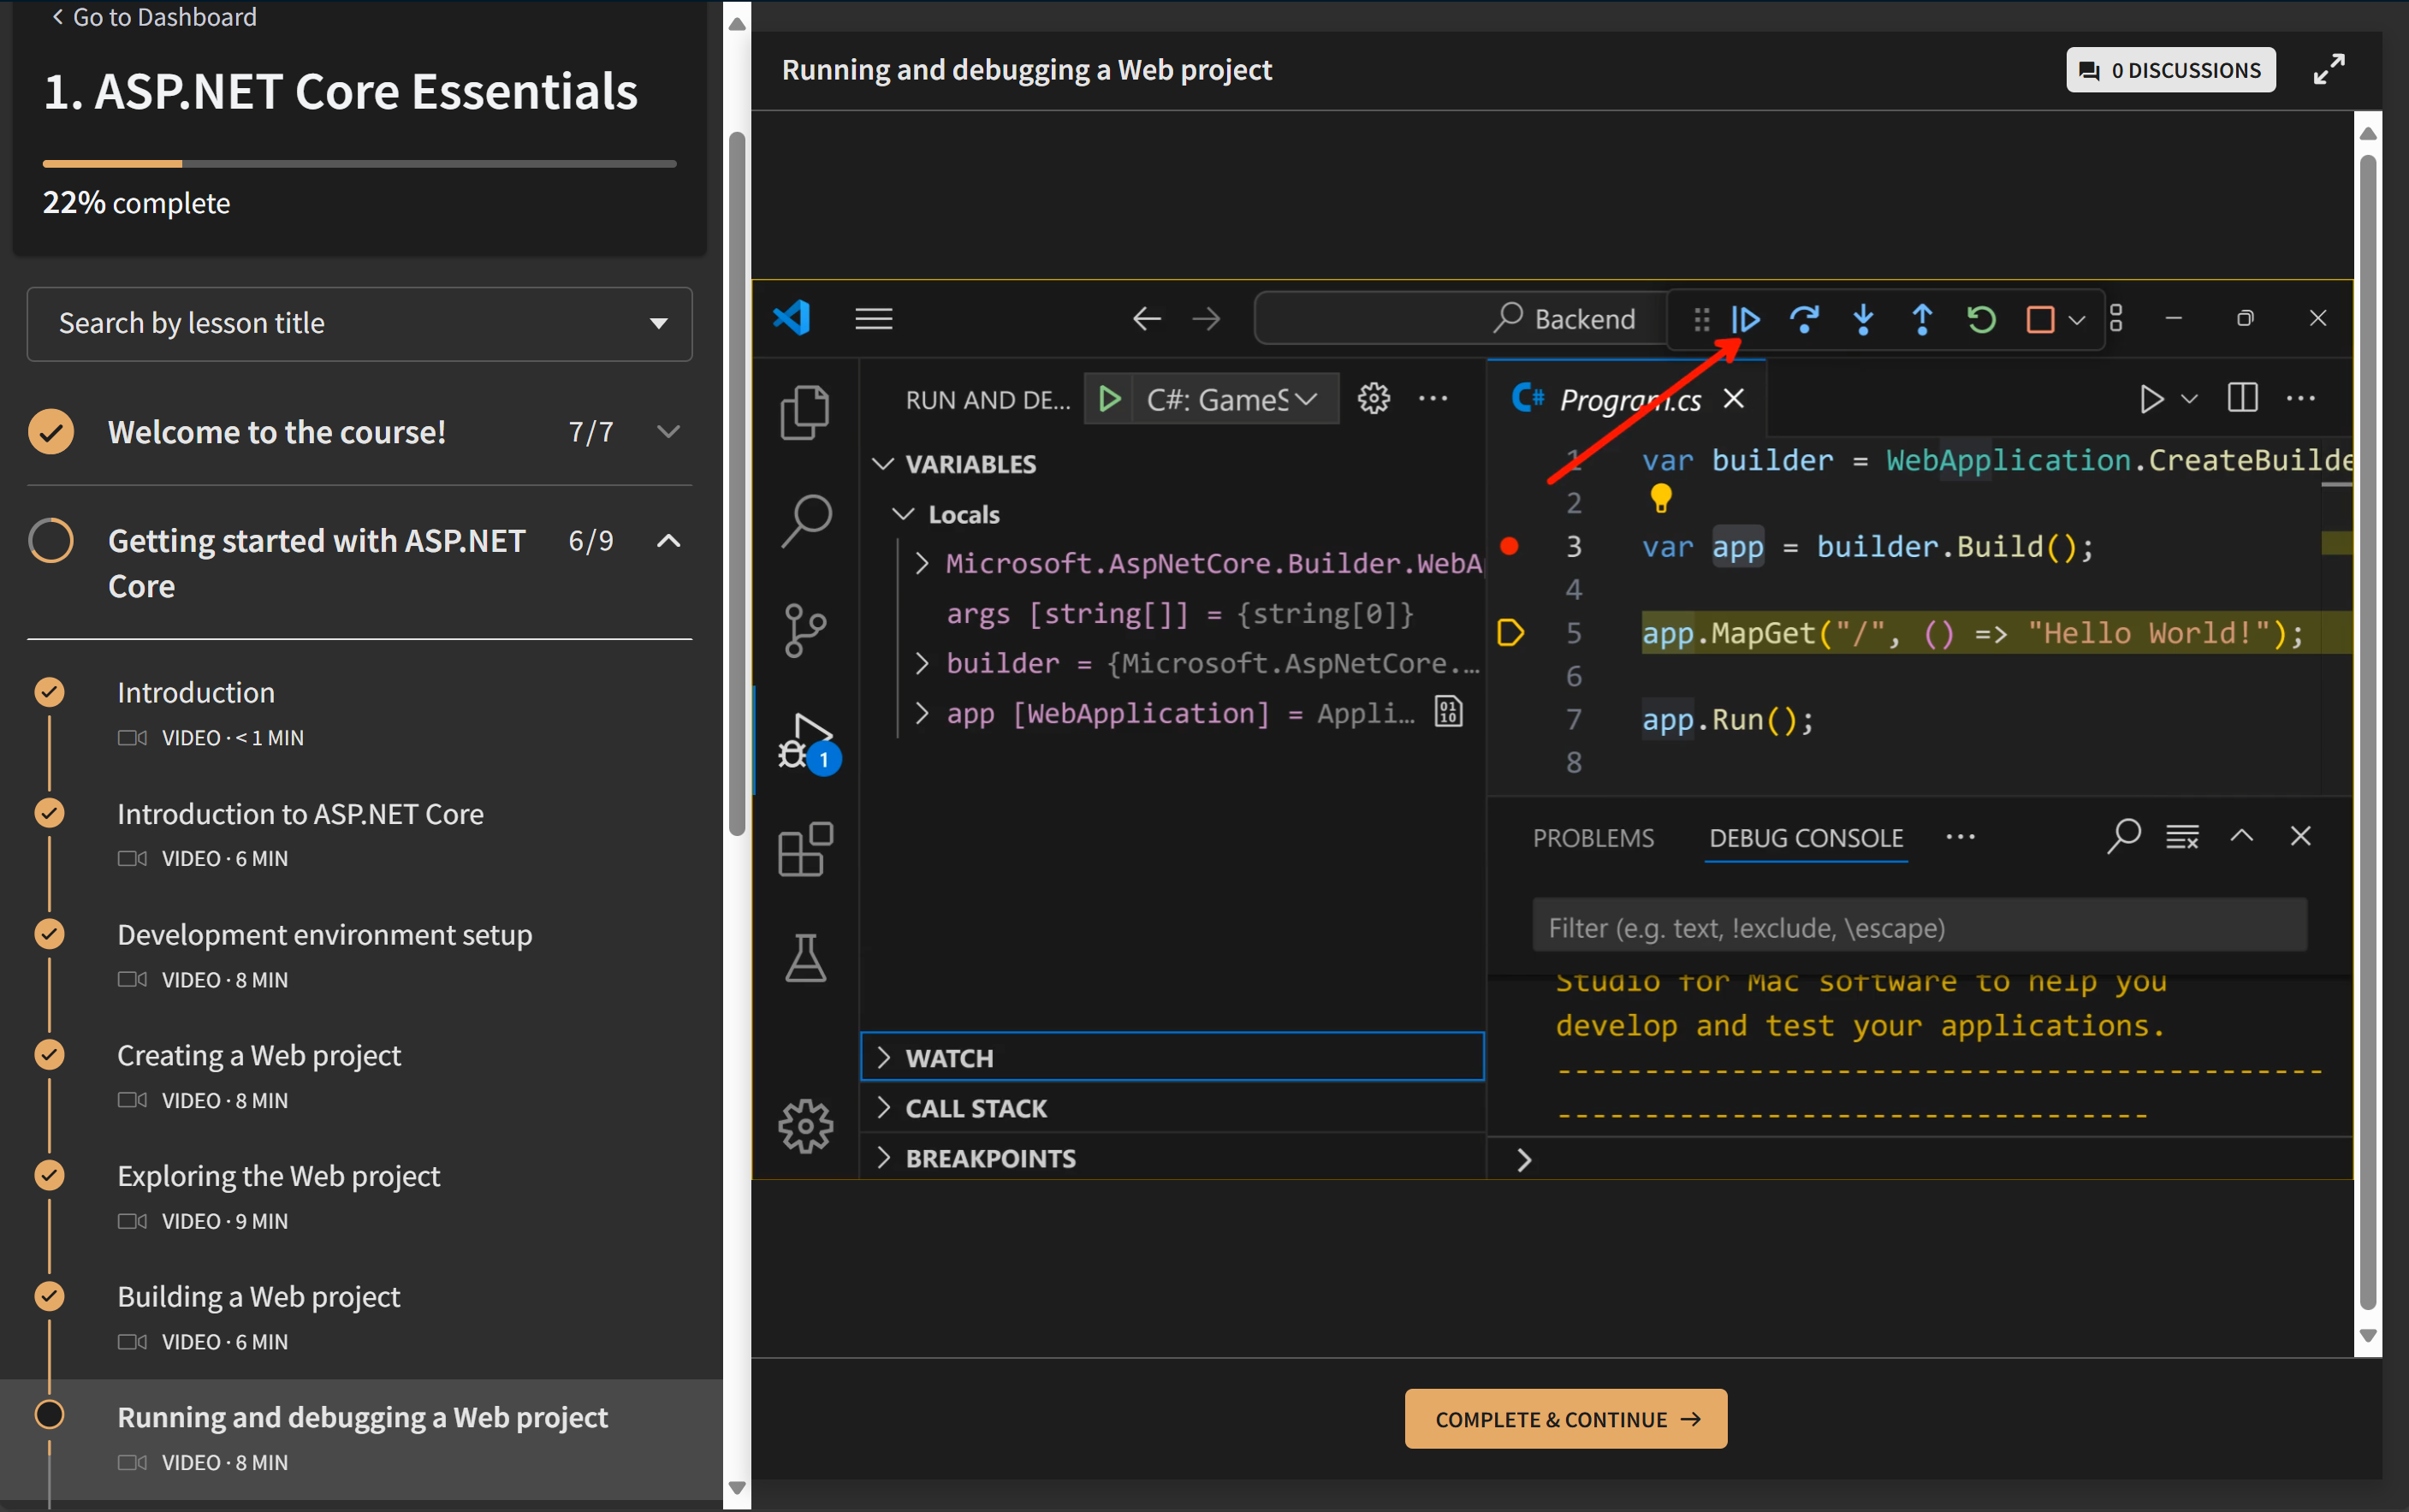 Go to Dashboard
1. ASP.NET Core Essentials
22% complete
Search by lesson title
Welcome to the course! 7/7
Getting started with ASP.NET 6/9
Core
Introduction
VIDEO · < 1 MIN
Introduction to ASP.NET Core
VIDEO · 6 MIN
Development environment setup
VIDEO · 8 MIN
Creating a Web project
VIDEO · 8 MIN
Exploring the Web project
VIDEO · 9 MIN
Building a Web project
VIDEO · 6 MIN
Running and debugging a Web project
VIDEO · 8 MIN
Running and debugging a Web project
0 DISCUSSIONS
Backend
RUN AND DE... C#: GameS
VARIABLES
Locals
Microsoft.AspNetCore.Builder.WebA
args [string[]] = {string[0]}
builder = {Microsoft.AspNetCore.…
app [WebApplication] = Appli…
1
WATCH
CALL STACK
BREAKPOINTS
C# Program.cs
1 var builder = WebApplication.CreateBuilde
2
3 var app = builder.Build();
4
5 app.MapGet("/", () => "Hello World!");
6
7 app.Run();
8
PROBLEMS DEBUG CONSOLE
Filter (e.g. text, !exclude, \escape)
Studio for Mac software to help you
develop and test your applications.
--------------------------------------------
----------------------------------
COMPLETE & CONTINUE →